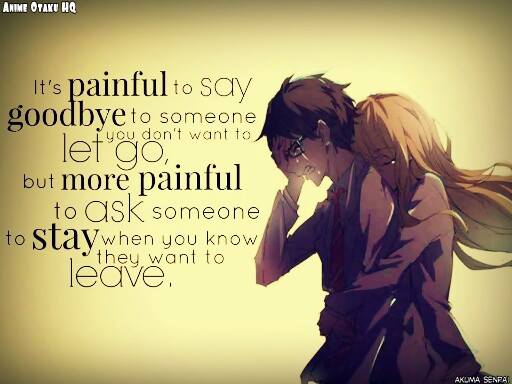 Anime Otaku HQ
It's painful to say
goodbye to someone
you don't want to
let go,
but more painful
to ask someone
to stay when you know
they want to
leave.
AKUMA SENPAI